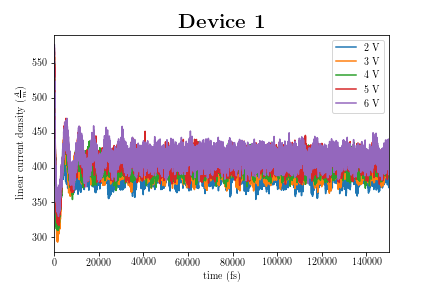 Device 1
linear current density (A/m)
550
500
450
400
350
300
2 V
3 V
4 V
5 V
6 V
0 20000 40000 60000 80000 100000 120000 140000
time (fs)